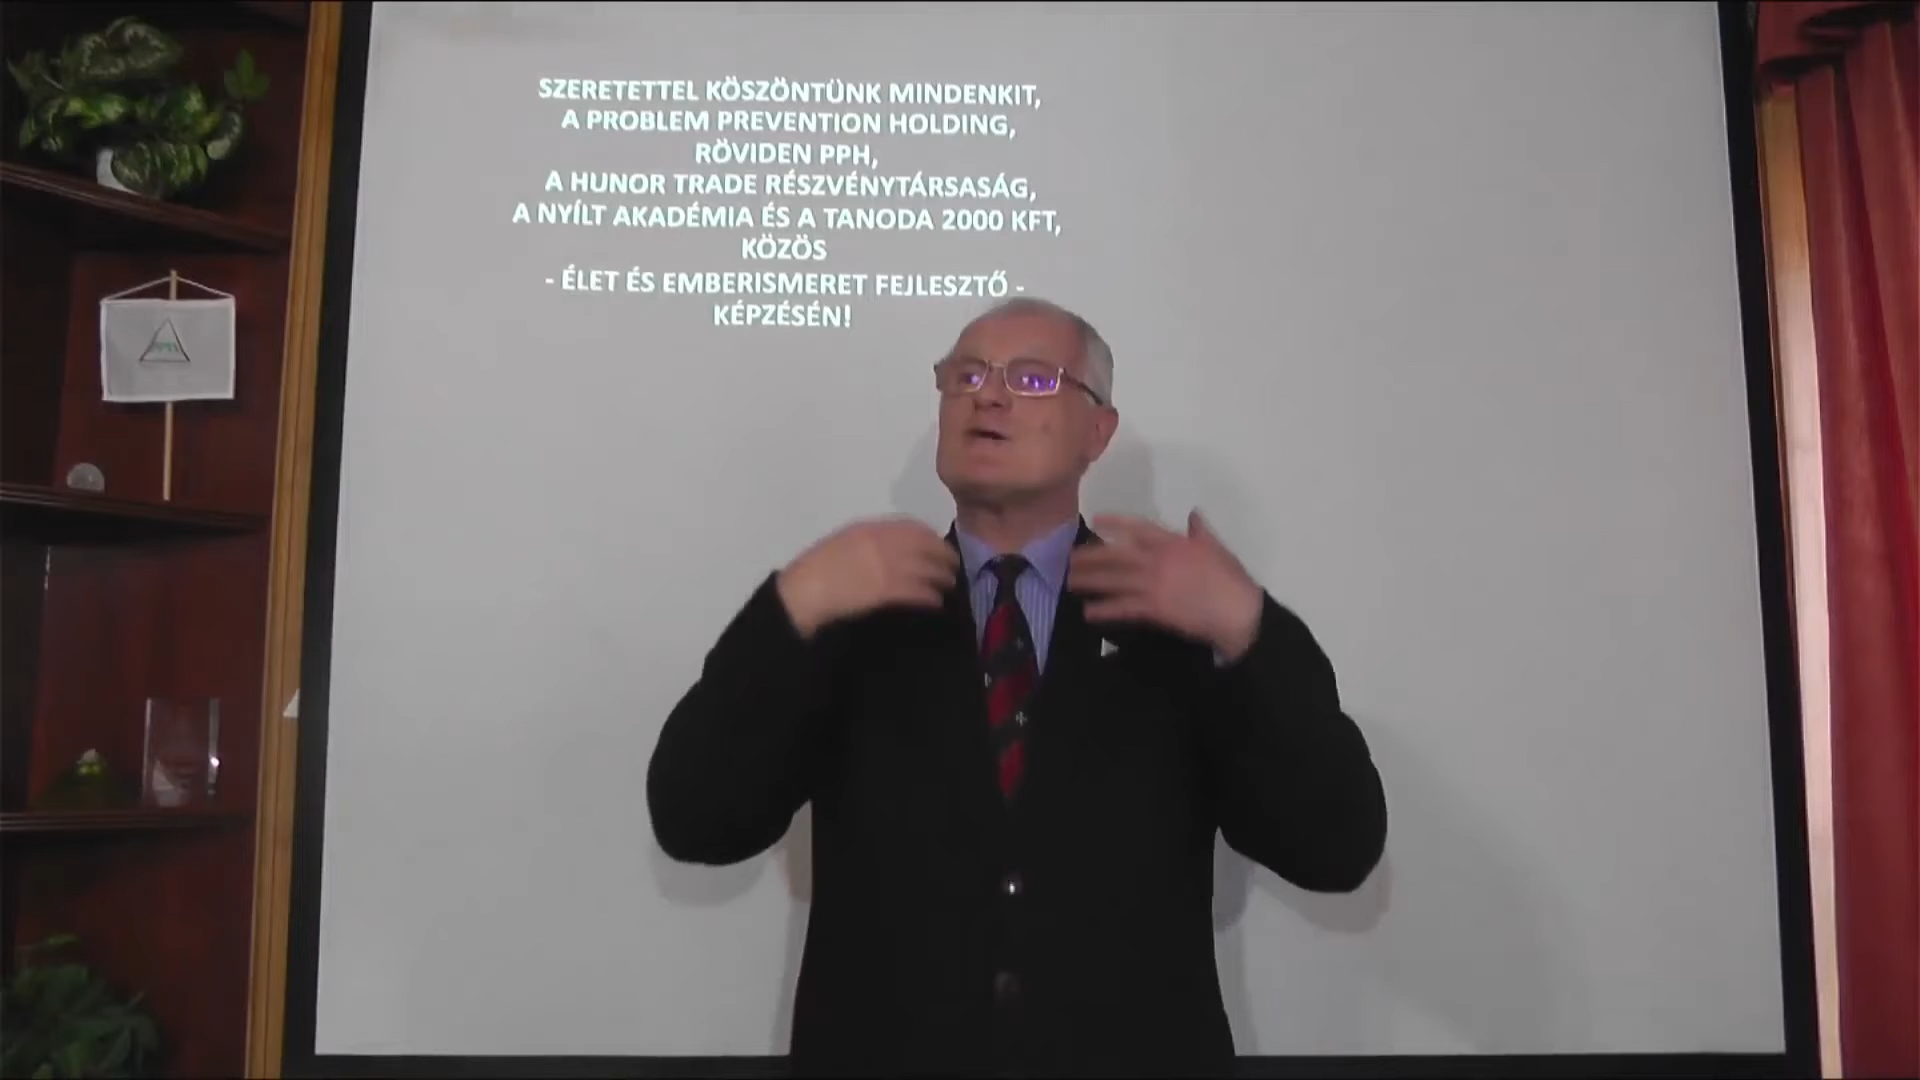 SZERETETTEL KÖSZÖNTÜNK MINDENKIT,
A PROBLEM PREVENTION HOLDING,
RÖVIDEN PPH,
A HUNOR TRADE RÉSZVÉNYTÁRSASÁG,
A NYÍLT AKADÉMIA ÉS A TANODA 2000 KFT,
KÖZÖS
- ÉLET ÉS EMBERISMERET FEJLESZTŐ -
KÉPZÉSÉN!